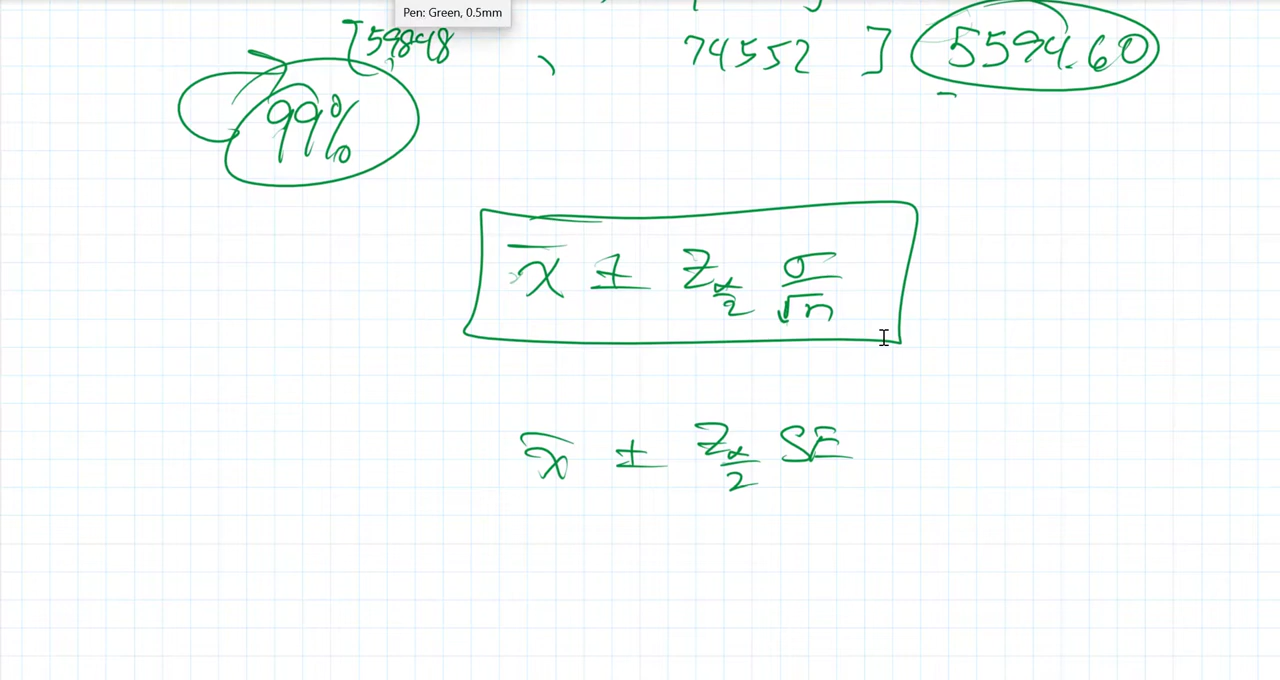 Pen: Green, 0.5mm
[59848 , 74552 ] 5594.60
99%
x̄ ± z_{α/2} σ/√n
x̄ ± z_{α/2} SE